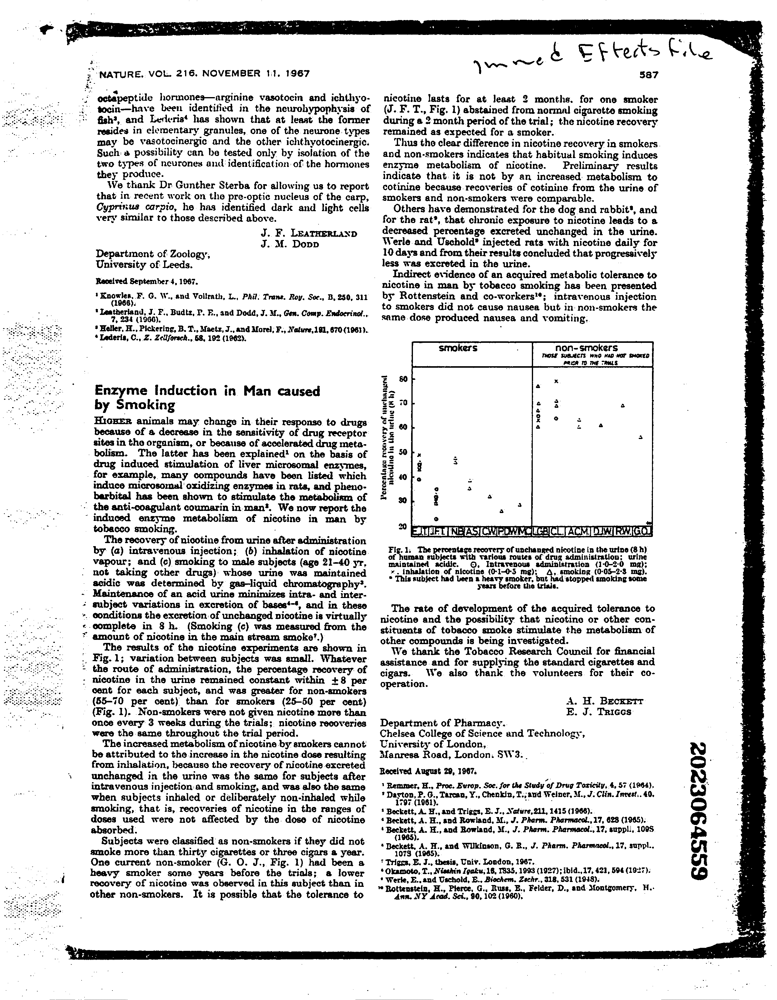 Effects file
NATURE. VOL. 216. NOVEMBER 11, 1967
587
octapeptide hormones—arginine vasotocin and ichthyo-
tocin—have been identified in the neurohypophysis of
fish³, and Lederis⁴ has shown that at least the former
resides in elementary granules, one of the neurone types
may be vasotocinergic and the other ichthyotocinergic.
Such a possibility can be tested only by isolation of the
two types of neurones and identification of the hormones
they produce.
We thank Dr Gunther Sterba for allowing us to report
that in recent work on the pre-optic nucleus of the carp,
Cyprinus carpio, he has identified dark and light cells
very similar to those described above.
J. F. LEATHERLAND
J. M. DODD
Department of Zoology,
University of Leeds.
Received September 4, 1967.
¹ Knowles, F. G. W., and Vollrath, L., Phil. Trans. Roy. Soc., B, 250, 311
(1966).
² Leatherland, J. F., Budtz, P. E., and Dodd, J. M., Gen. Comp. Endocrinol.,
7, 234 (1966).
³ Heller, H., Pickering, B. T., Maetz, J., and Morel, F., Nature, 191, 670 (1961).
⁴ Lederis, C., Z. Zellforsch., 58, 192 (1962).
Enzyme Induction in Man caused
by Smoking
HIGHER animals may change in their response to drugs
because of a decrease in the sensitivity of drug receptor
sites in the organism, or because of accelerated drug meta-
bolism. The latter has been explained¹ on the basis of
drug induced stimulation of liver microsomal enzymes,
for example, many compounds have been listed which
induce microsomal oxidizing enzymes in rats, and pheno-
barbital has been shown to stimulate the metabolism of
the anti-coagulant coumarin in man². We now report the
induced enzyme metabolism of nicotine in man by
tobacco smoking.
The recovery of nicotine from urine after administration
by (a) intravenous injection; (b) inhalation of nicotine
vapour; and (c) smoking to male subjects (age 21–40 yr,
not taking other drugs) whose urine was maintained
acidic was determined by gas-liquid chromatography³.
Maintenance of an acid urine minimizes intra- and inter-
subject variations in excretion of bases⁴⁻⁶, and in these
conditions the excretion of unchanged nicotine is virtually
complete in 8 h. (Smoking (c) was measured from the
amount of nicotine in the main stream smoke⁷.)
The results of the nicotine experiments are shown in
Fig. 1; variation between subjects was small. Whatever
the route of administration, the percentage recovery of
nicotine in the urine remained constant within ± 8 per
cent for each subject, and was greater for non-smokers
(55–70 per cent) than for smokers (25–50 per cent)
(Fig. 1). Non-smokers were not given nicotine more than
once every 3 weeks during the trials; nicotine recoveries
were the same throughout the trial period.
The increased metabolism of nicotine by smokers cannot
be attributed to the increase in the nicotine dose resulting
from inhalation, because the recovery of nicotine excreted
unchanged in the urine was the same for subjects after
intravenous injection and smoking, and was also the same
when subjects inhaled or deliberately non-inhaled while
smoking, that is, recoveries of nicotine in the ranges of
doses used were not affected by the dose of nicotine
absorbed.
Subjects were classified as non-smokers if they did not
smoke more than thirty cigarettes or three cigars a year.
One current non-smoker (G. O. J., Fig. 1) had been a
heavy smoker some years before the trials; a lower
recovery of nicotine was observed in this subject than in
other non-smokers. It is possible that the tolerance to
nicotine lasts for at least 2 months. for one smoker
(J. F. T., Fig. 1) abstained from normal cigarette smoking
during a 2 month period of the trial; the nicotine recovery
remained as expected for a smoker.
Thus the clear difference in nicotine recovery in smokers
and non-smokers indicates that habitual smoking induces
enzyme metabolism of nicotine. Preliminary results
indicate that it is not by an increased metabolism to
cotinine because recoveries of cotinine from the urine of
smokers and non-smokers were comparable.
Others have demonstrated for the dog and rabbit⁸, and
for the rat⁹, that chronic exposure to nicotine leads to a
decreased percentage excreted unchanged in the urine.
Werle and Uschold⁹ injected rats with nicotine daily for
10 days and from their results concluded that progressively
less was excreted in the urine.
Indirect evidence of an acquired metabolic tolerance to
nicotine in man by tobacco smoking has been presented
by Rottenstein and co-workers¹⁰; intravenous injection
to smokers did not cause nausea but in non-smokers the
same dose produced nausea and vomiting.
smokers
non-smokers
THOSE SUBJECTS WHO HAD NOT SMOKED
PRIOR TO THE TRIALS
Percentage recovery of unchanged
nicotine in the urine (8 h)
80
70
60
50
40
30
20
EJT JFT NB AS CW PD WM C LGB CL ACM DJW RW GOJ
Fig. 1. The percentage recovery of unchanged nicotine in the urine (8 h)
of human subjects with various routes of drug administration; urine
maintained acidic. ○, Intravenous administration (1·0–2·0 mg);
×, inhalation of nicotine (0·1–0·3 mg); △, smoking (0·05–2·3 mg).
* This subject had been a heavy smoker, but had stopped smoking some
years before the trials.
The rate of development of the acquired tolerance to
nicotine and the possibility that nicotine or other con-
stituents of tobacco smoke stimulate the metabolism of
other compounds is being investigated.
We thank the Tobacco Research Council for financial
assistance and for supplying the standard cigarettes and
cigars. We also thank the volunteers for their co-
operation.
A. H. BECKETT
E. J. TRIGGS
Department of Pharmacy,
Chelsea College of Science and Technology,
University of London,
Manresa Road, London, SW3.
Received August 29, 1967.
¹ Remmer, H., Proc. Europ. Soc. for the Study of Drug Toxicity, 4, 57 (1964).
² Dayton, P. G., Tarcan, Y., Chenkin, T., and Weiner, M., J. Clin. Invest., 40,
1797 (1961).
³ Beckett, A. H., and Triggs, E. J., Nature, 211, 1415 (1966).
⁴ Beckett, A. H., and Rowland, M., J. Pharm. Pharmacol., 17, 628 (1965).
⁵ Beckett, A. H., and Rowland, M., J. Pharm. Pharmacol., 17, suppl., 109S
(1965).
⁶ Beckett, A. H., and Wilkinson, G. R., J. Pharm. Pharmacol., 17, suppl.,
107S (1965).
⁷ Triggs, E. J., thesis, Univ. London, 1967.
⁸ Okamoto, T., Nisshin Igaku, 16, 1835, 1993 (1927); ibid., 17, 421, 594 (1927).
⁹ Werle, E., and Uschold, E., Biochem. Zschr., 318, 531 (1948).
¹⁰ Rottenstein, H., Pierce, G., Russ, E., Felder, D., and Montgomery, H.,
Ann. NY Acad. Sci., 90, 102 (1960).
2023064559